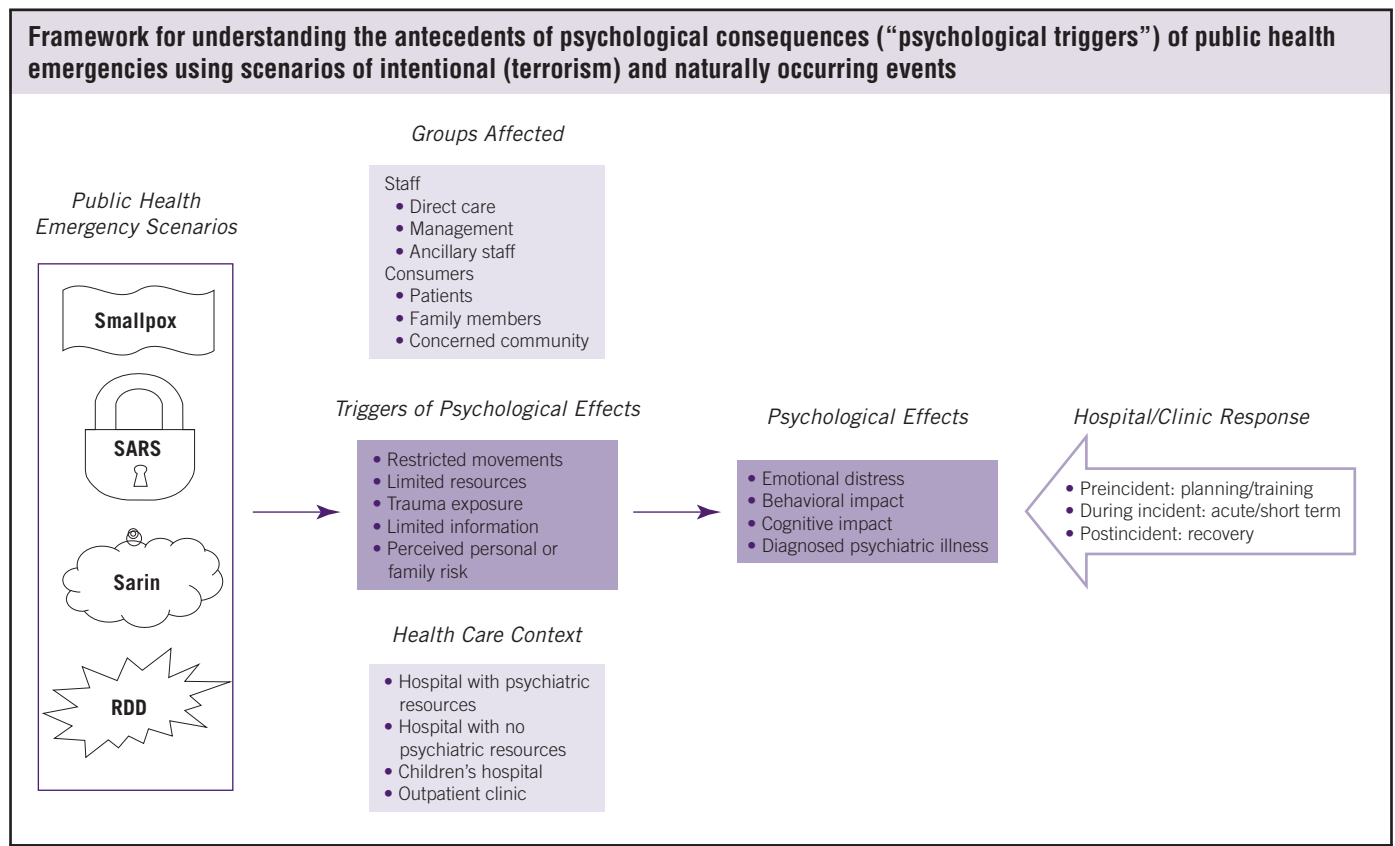 Framework for understanding the antecedents of psychological consequences (“psychological triggers”) of public health
emergencies using scenarios of intentional (terrorism) and naturally occurring events
Public Health
Emergency Scenarios
Smallpox
SARS
Sarin
RDD
Groups Affected
Staff
• Direct care
• Management
• Ancillary staff
Consumers
• Patients
• Family members
• Concerned community
Triggers of Psychological Effects
• Restricted movements
• Limited resources
• Trauma exposure
• Limited information
• Perceived personal or
family risk
Health Care Context
• Hospital with psychiatric
resources
• Hospital with no
psychiatric resources
• Children’s hospital
• Outpatient clinic
Psychological Effects
• Emotional distress
• Behavioral impact
• Cognitive impact
• Diagnosed psychiatric illness
Hospital/Clinic Response
• Preincident: planning/training
• During incident: acute/short term
• Postincident: recovery